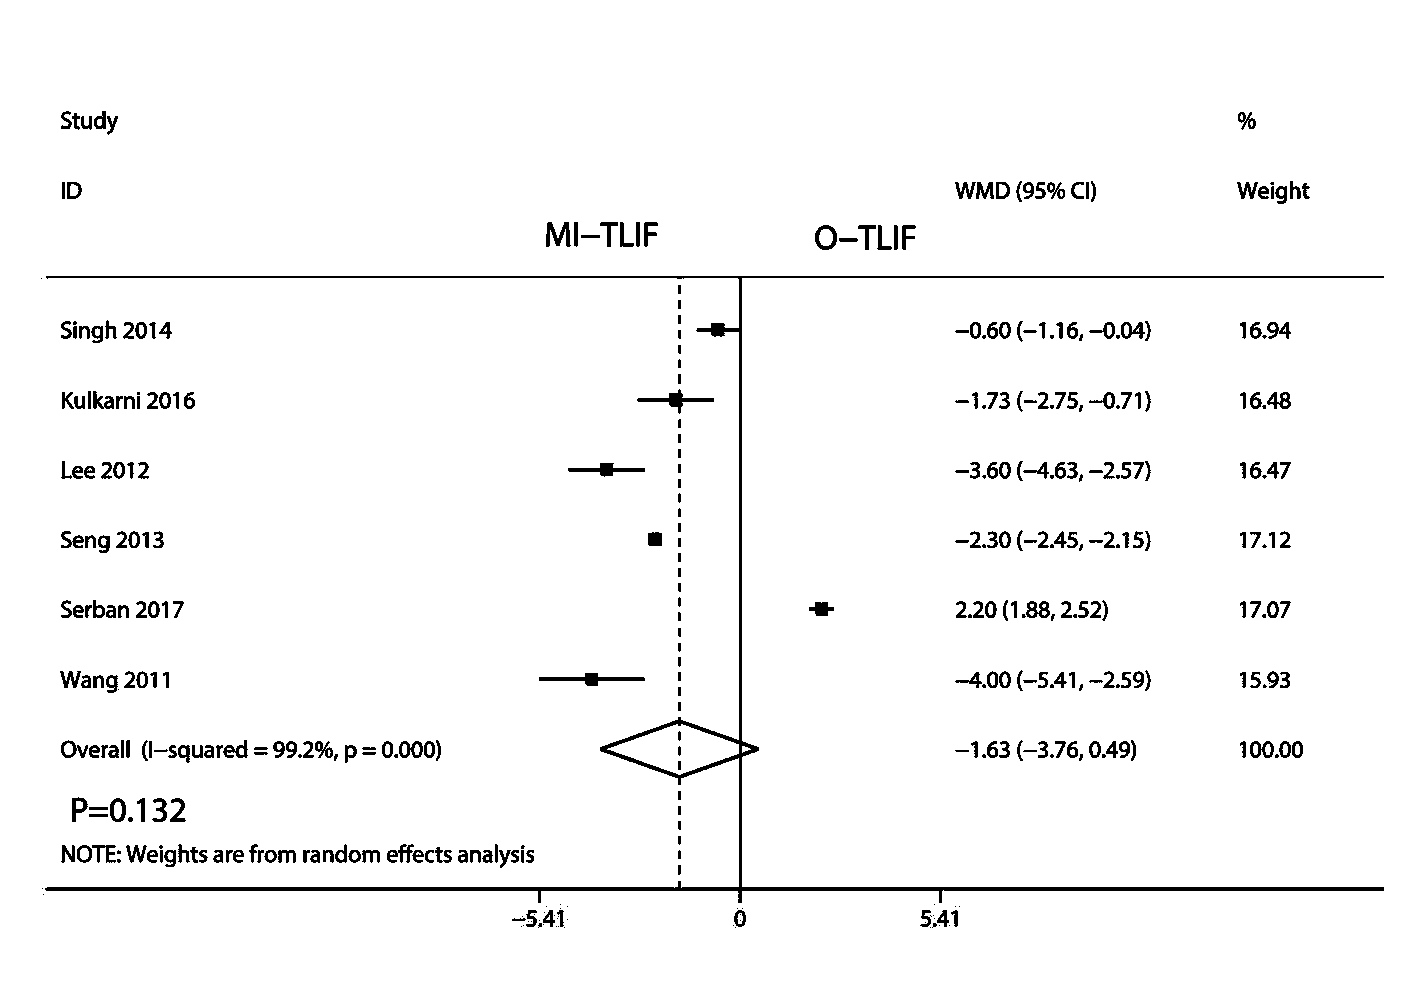 Study %
ID WMD (95% CI) Weight
MI−TLIF O−TLIF
Singh 2014 −0.60 (−1.16, −0.04) 16.94
Kulkarni 2016 −1.73 (−2.75, −0.71) 16.48
Lee 2012 −3.60 (−4.63, −2.57) 16.47
Seng 2013 −2.30 (−2.45, −2.15) 17.12
Serban 2017 2.20 (1.88, 2.52) 17.07
Wang 2011 −4.00 (−5.41, −2.59) 15.93
Overall (I−squared = 99.2%, p = 0.000) −1.63 (−3.76, 0.49) 100.00
P=0.132
NOTE: Weights are from random effects analysis
−5.41 0 5.41